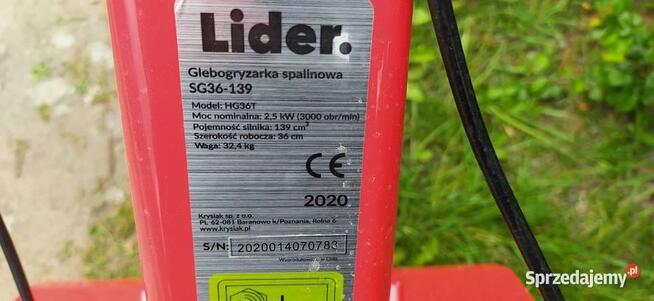 Lider.
Glebogryzarka spalinowa
SG36-139
Model: HG36T
Moc nominalna: 2,5 kW (3000 obr/min)
Pojemność silnika: 139 cm³
Szerokość robocza: 36 cm
Waga: 32,4 kg
CE
2020
Krysiak sp. z o.o.
PL 62-081 Baranowo k/Poznania, Rolna 6
www.krysiak.pl
S/N: 2020014070783
Wyprodukowano w Chinach
Sprzedajemy.pl